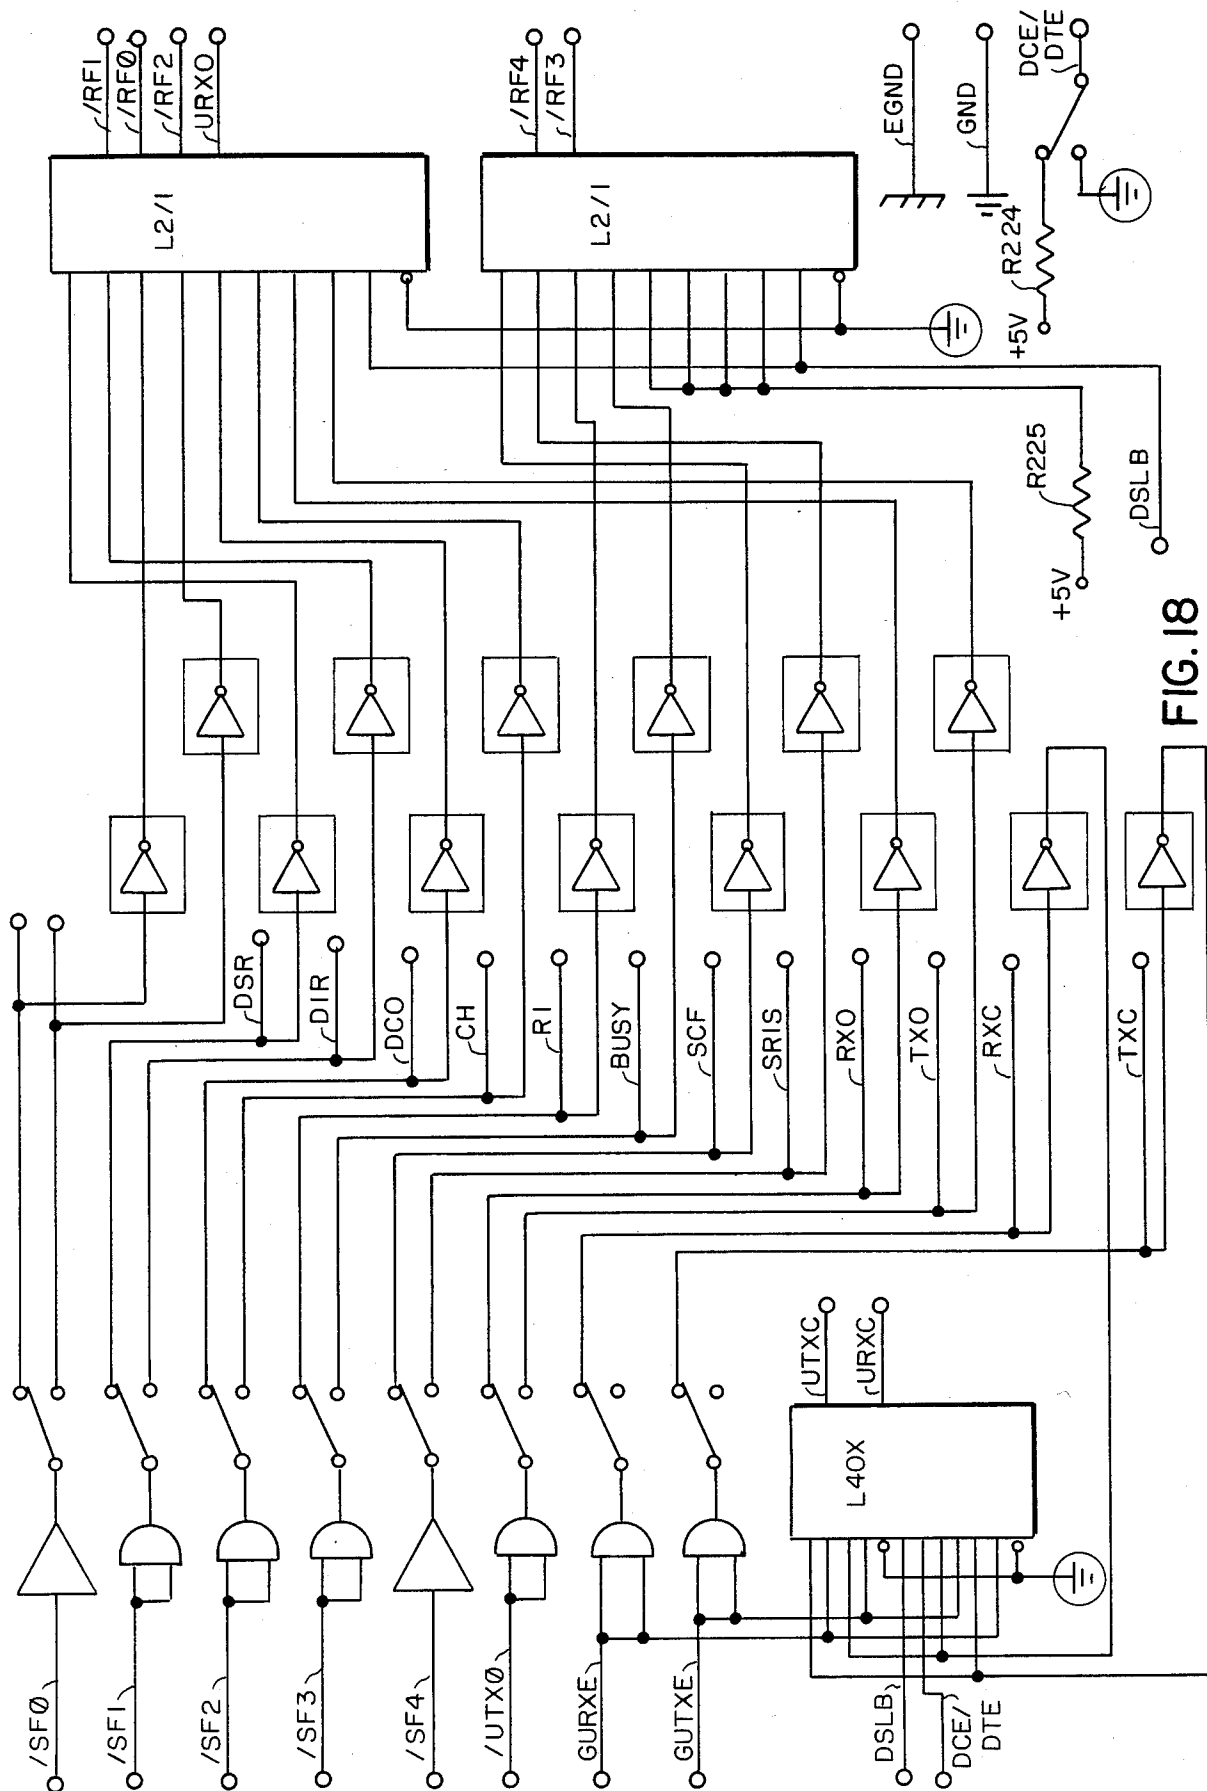 /RF1
/RFØ
/RF2
URXO
L2/1
/RF4
/RF3
L2/1
EGND
GND
DCE/
DTE
R224
+5V
R225
+5V
DSLB
FIG.18
DSR
DIR
DCO
CH
RI
BUSY
SCF
SRIS
RXO
TXO
RXC
TXC
UTXC
URXC
L40X
/SFØ
/SF1
/SF2
/SF3
/SF4
/UTXØ
GURXE
GUTXE
DSLB
DCE/
DTE